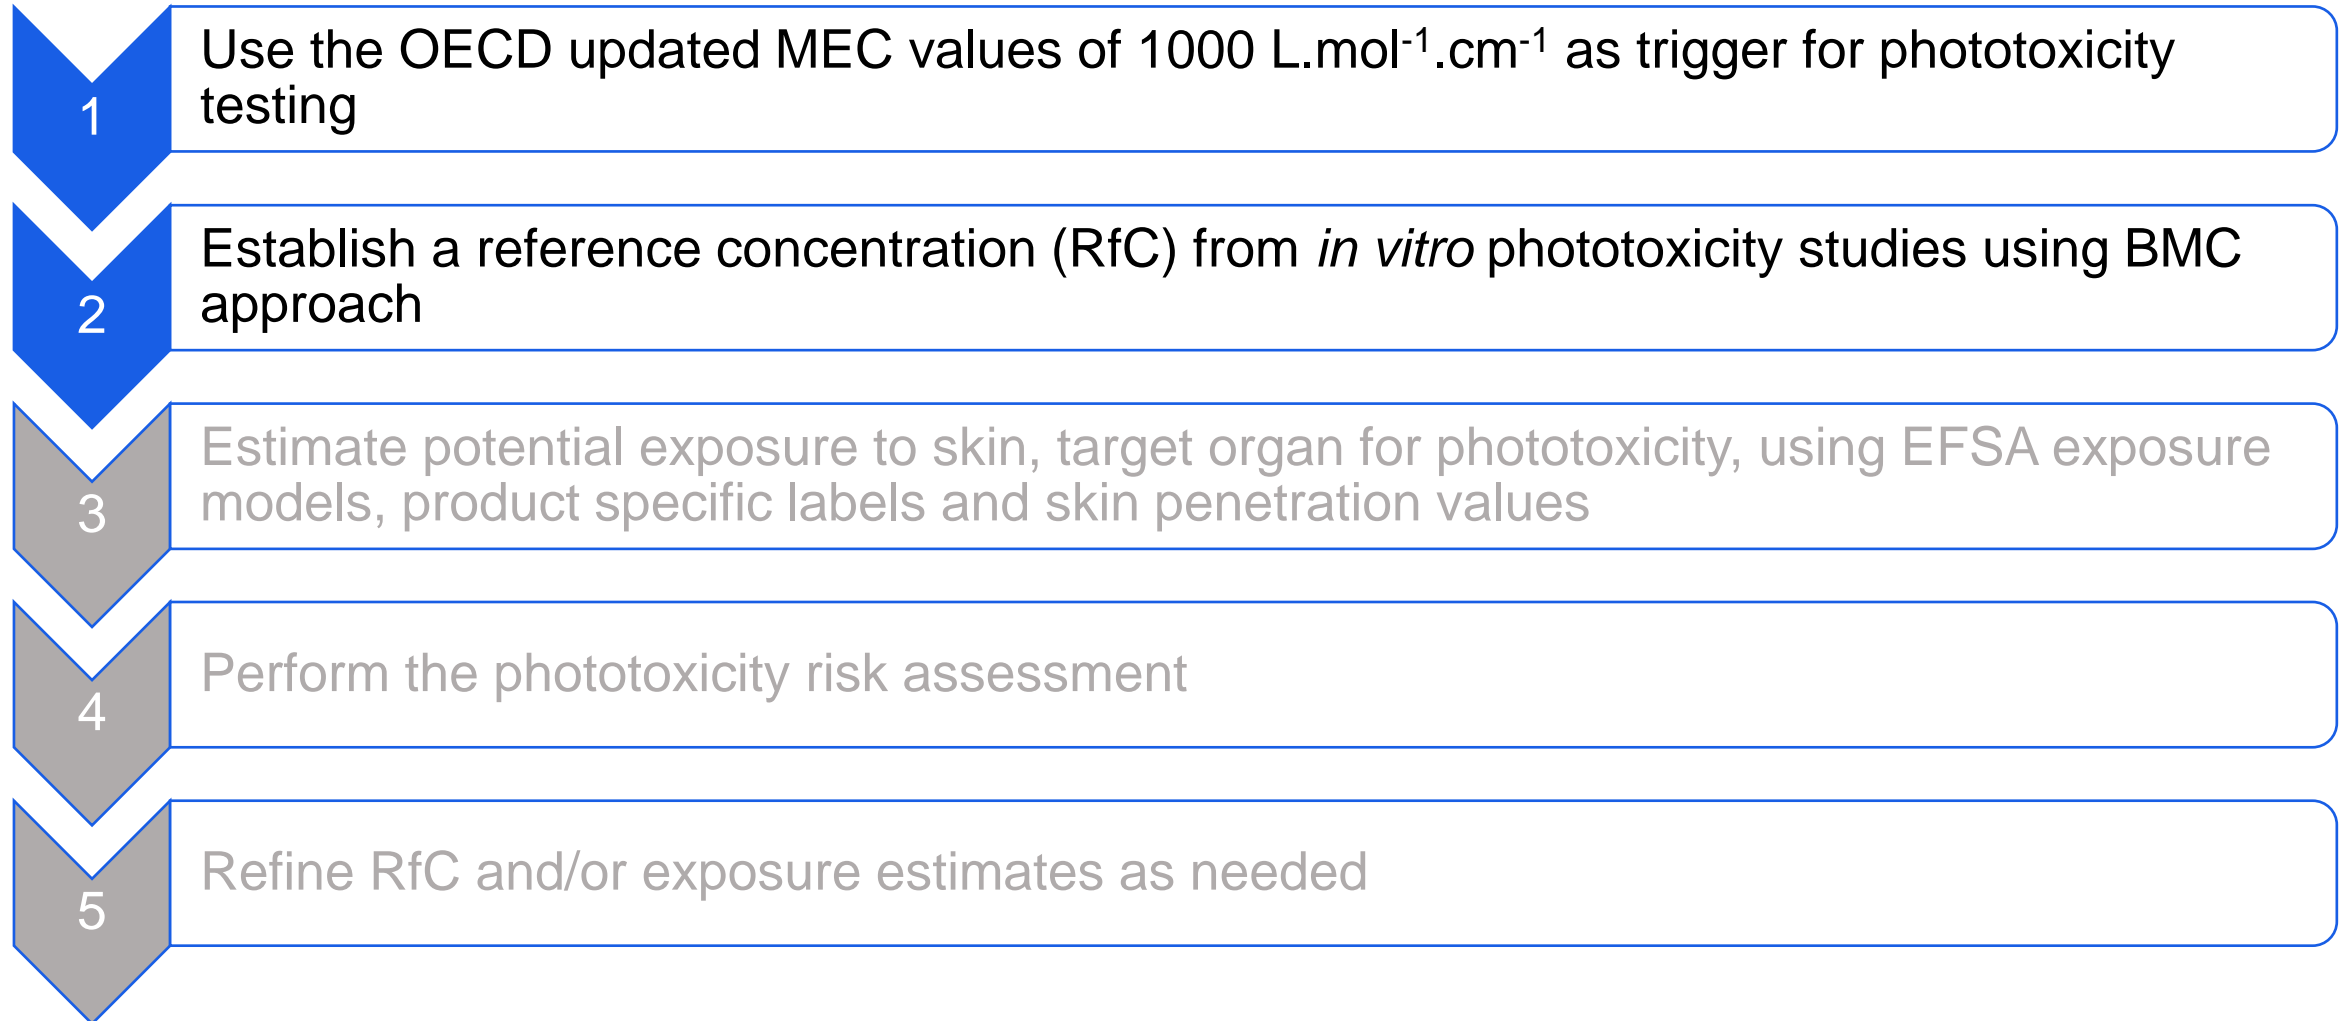 1
Use the OECD updated MEC values of 1000 L.mol⁻¹.cm⁻¹ as trigger for phototoxicity
testing
2
Establish a reference concentration (RfC) from in vitro phototoxicity studies using BMC
approach
3
Estimate potential exposure to skin, target organ for phototoxicity, using EFSA exposure
models, product specific labels and skin penetration values
4
Perform the phototoxicity risk assessment
5
Refine RfC and/or exposure estimates as needed